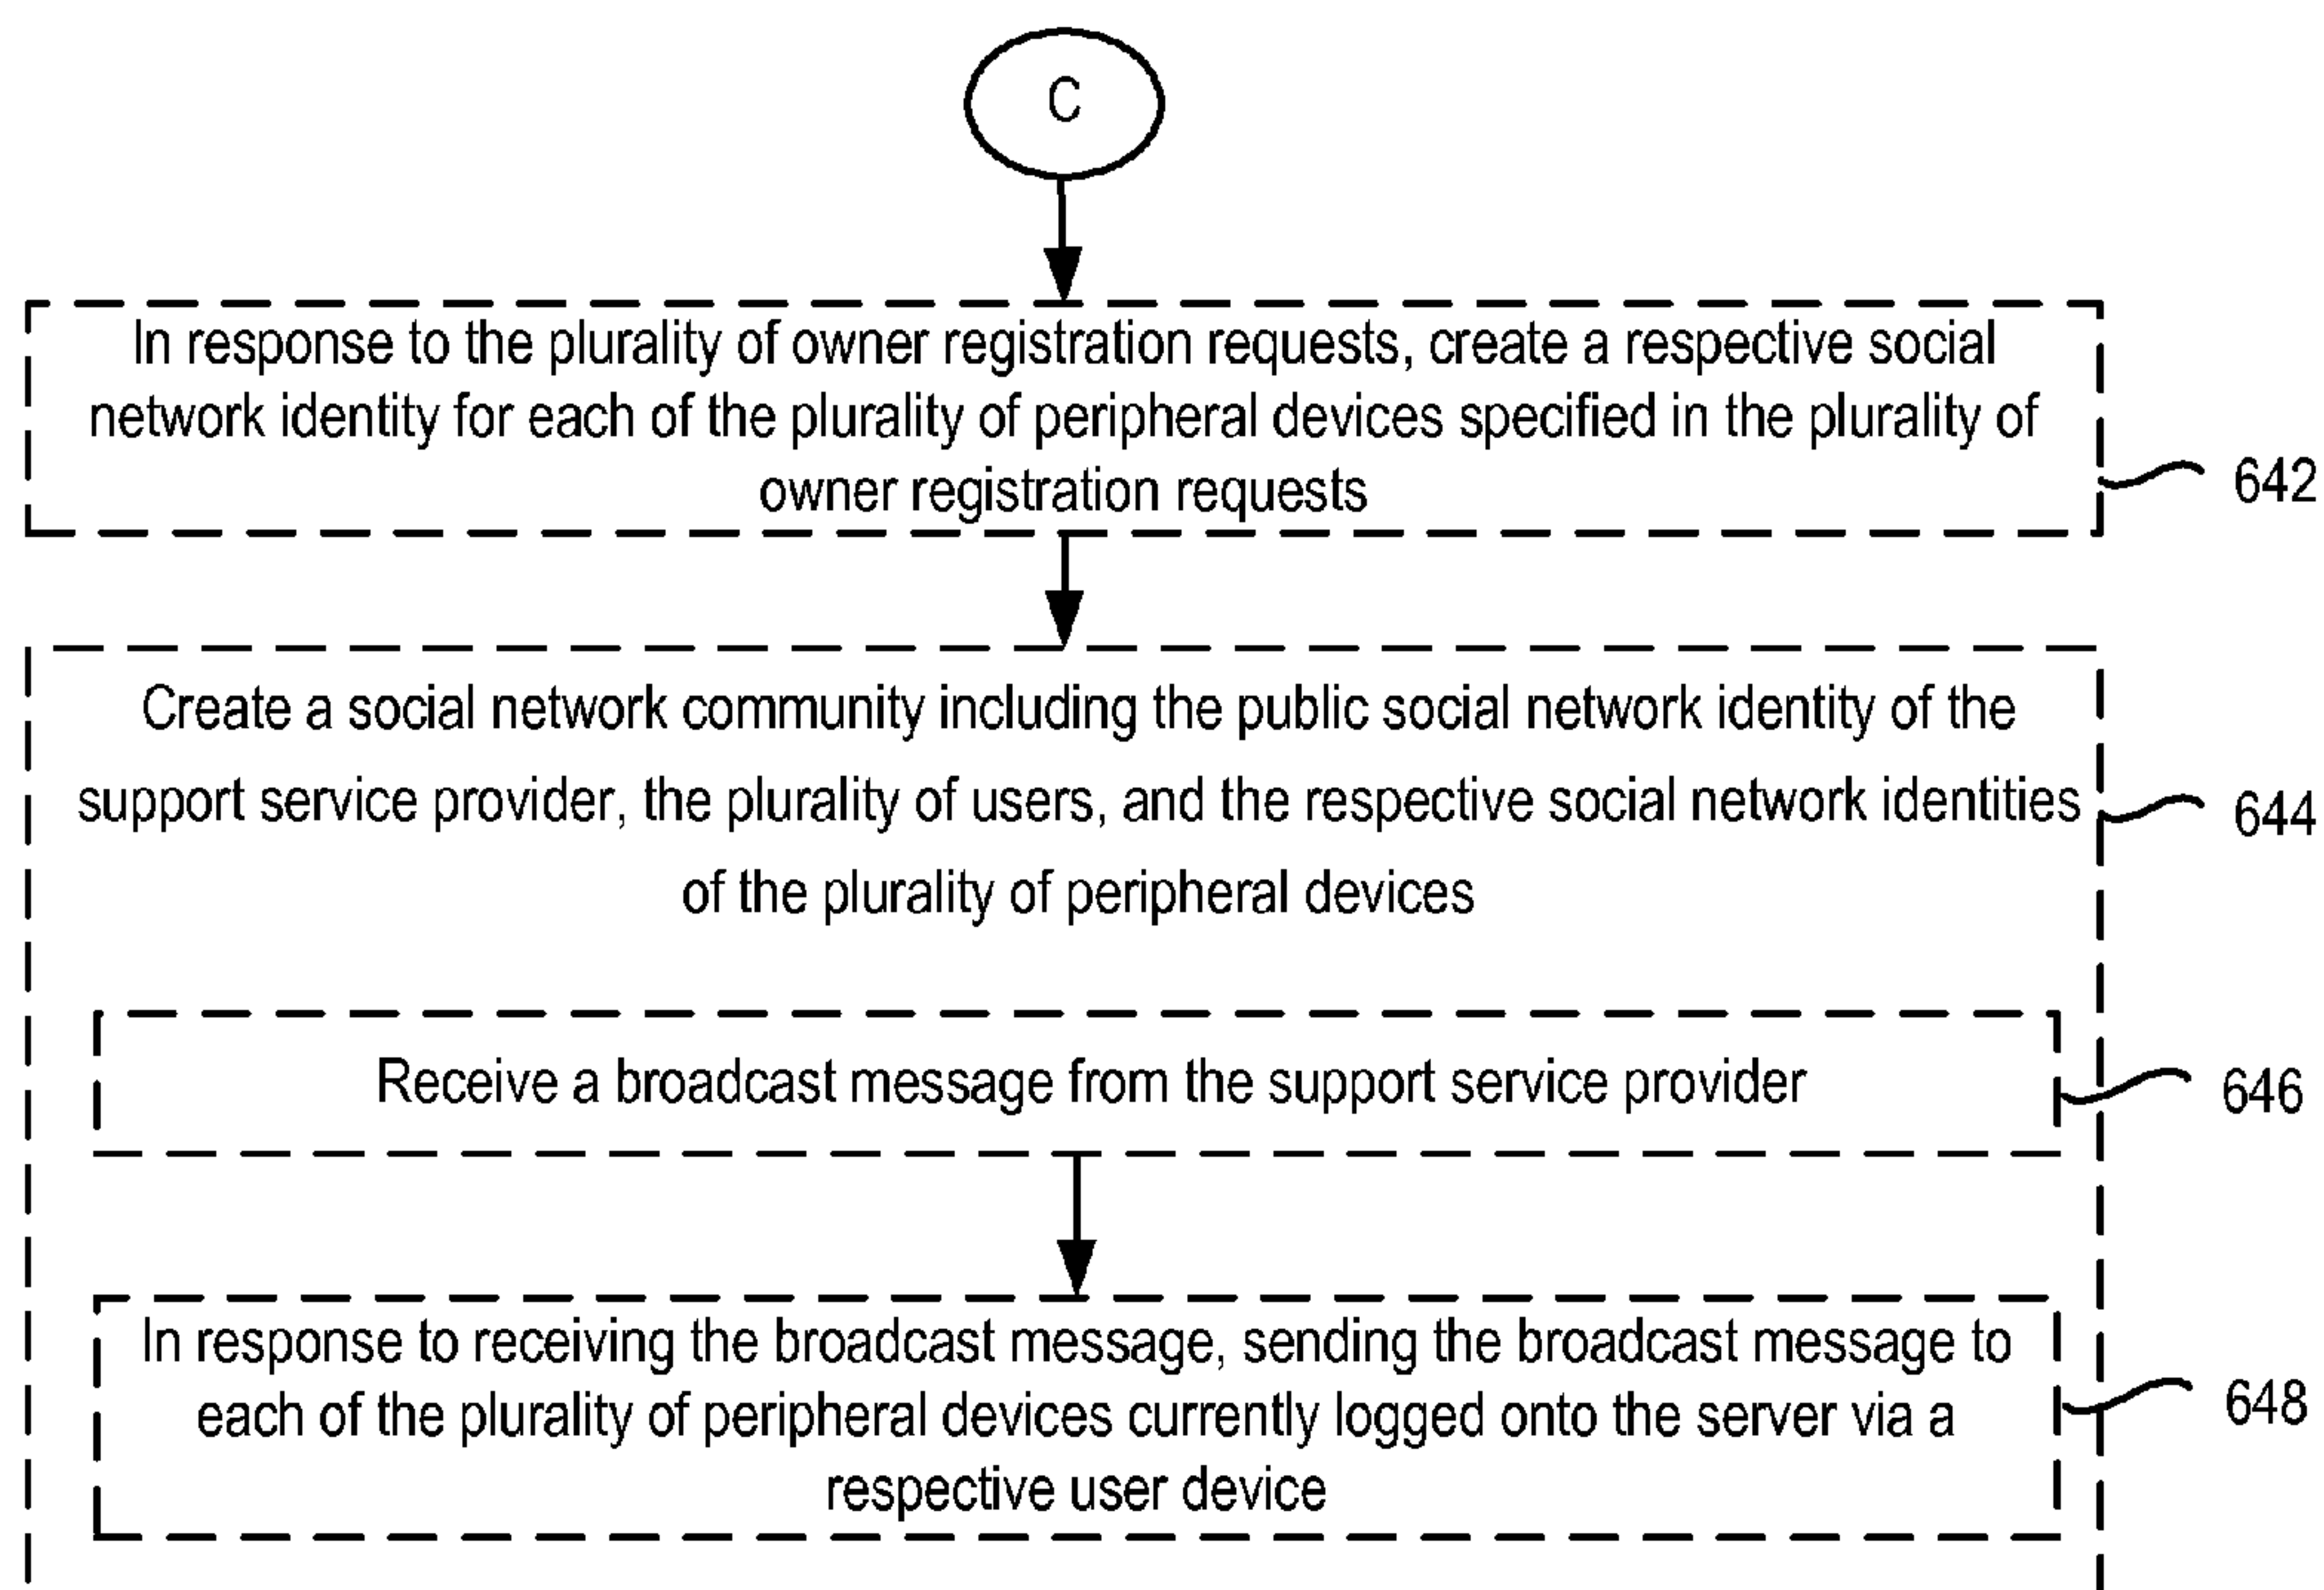 C
In response to the plurality of owner registration requests, create a respective social
network identity for each of the plurality of peripheral devices specified in the plurality of
owner registration requests
642
Create a social network community including the public social network identity of the
support service provider, the plurality of users, and the respective social network identities
of the plurality of peripheral devices
644
Receive a broadcast message from the support service provider
646
In response to receiving the broadcast message, sending the broadcast message to
each of the plurality of peripheral devices currently logged onto the server via a
respective user device
648